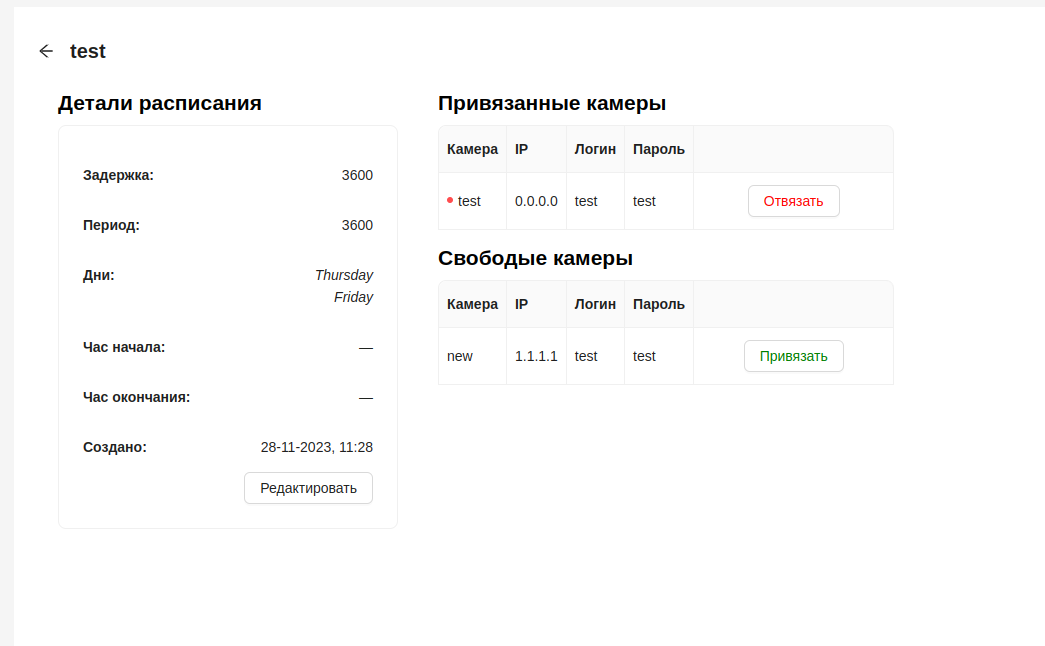 test
Детали расписания
Задержка: 3600
Период: 3600
Дни: Thursday
Friday
Час начала: —
Час окончания: —
Создано: 28-11-2023, 11:28
Редактировать
Привязанные камеры
Камера IP Логин Пароль
test 0.0.0.0 test test Отвязать
Свободые камеры
Камера IP Логин Пароль
new 1.1.1.1 test test Привязать